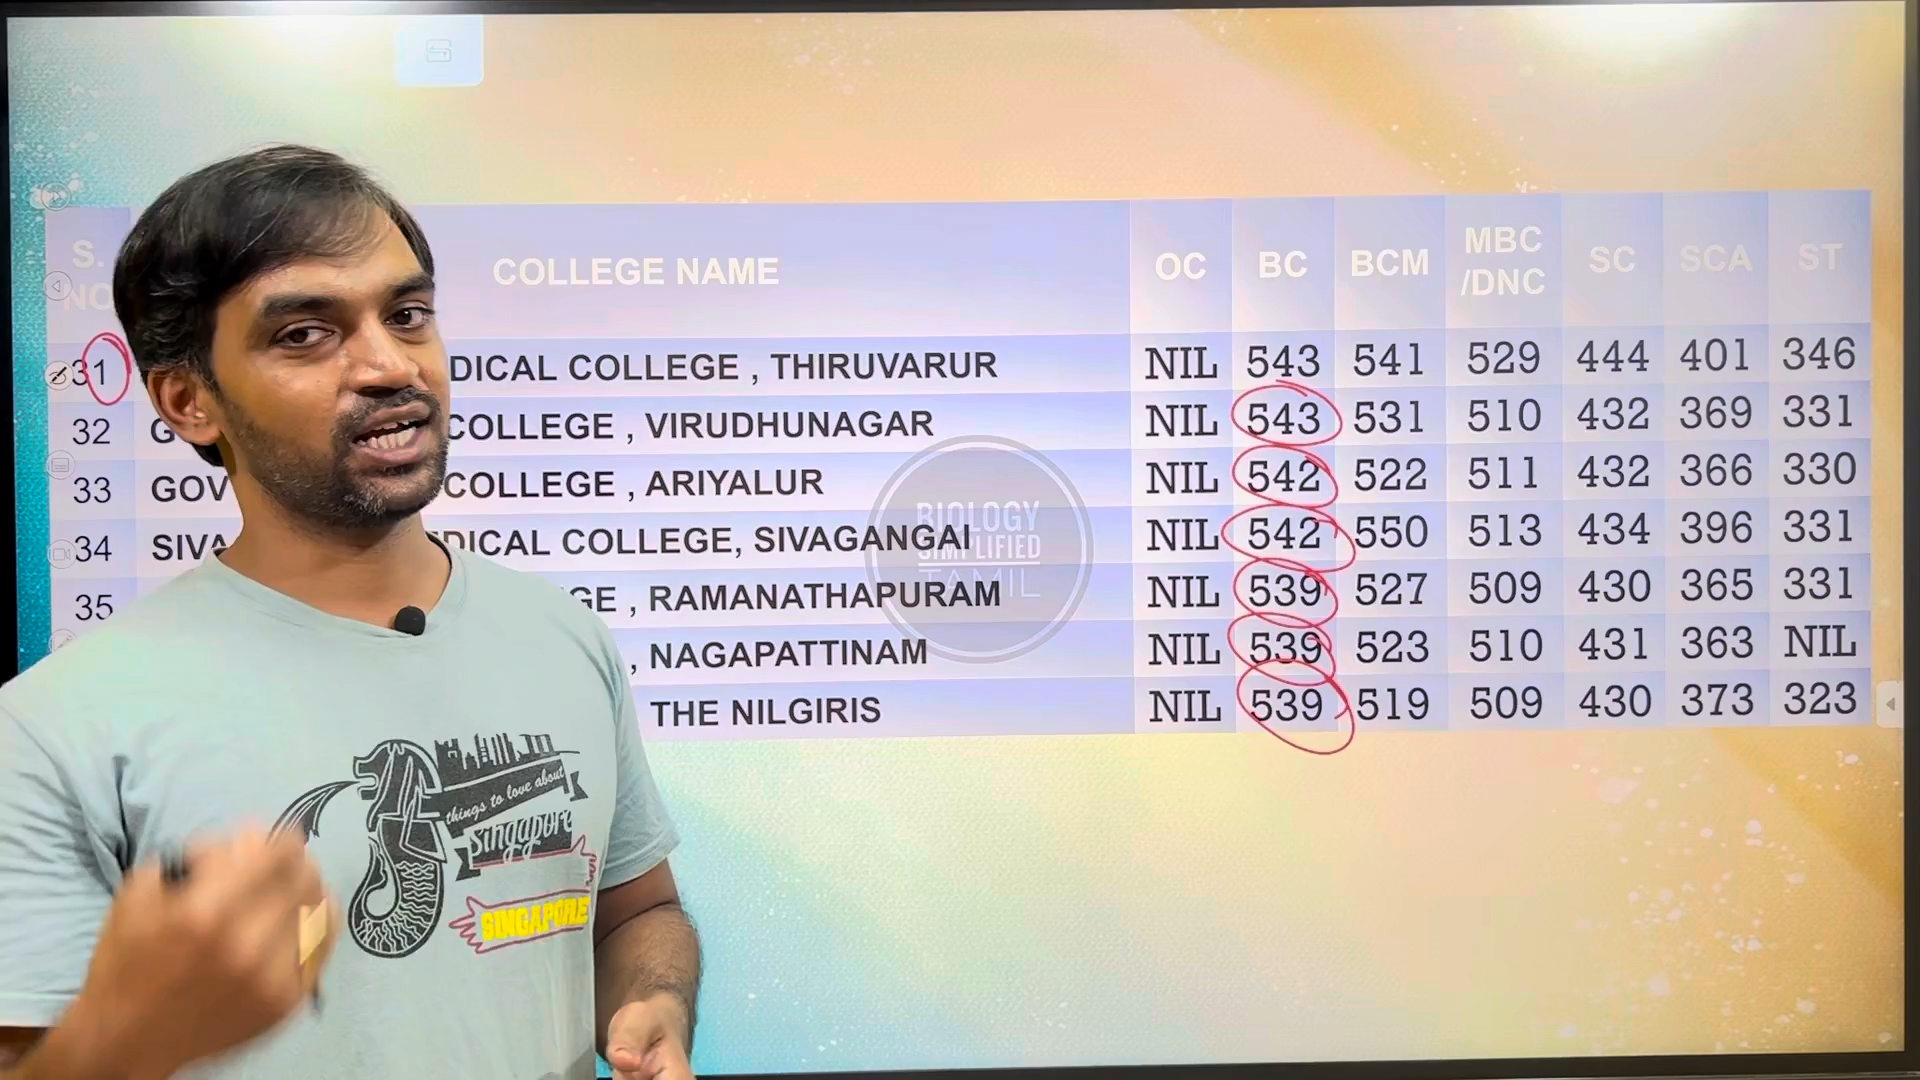 S. NO COLLEGE NAME OC BC BCM MBC /DNC SC SCA ST
31 DICAL COLLEGE , THIRUVARUR NIL 543 541 529 444 401 346
32 G COLLEGE , VIRUDHUNAGAR NIL 543 531 510 432 369 331
33 GOV COLLEGE , ARIYALUR NIL 542 522 511 432 366 330
34 SIVA DICAL COLLEGE, SIVAGANGAI NIL 542 550 513 434 396 331
35 GE , RAMANATHAPURAM NIL 539 527 509 430 365 331
, NAGAPATTINAM NIL 539 523 510 431 363 NIL
THE NILGIRIS NIL 539 519 509 430 373 323
BIOLOGY
SIMPLIFIED
TAMIL
things to love about
Singapore
SINGAPORE